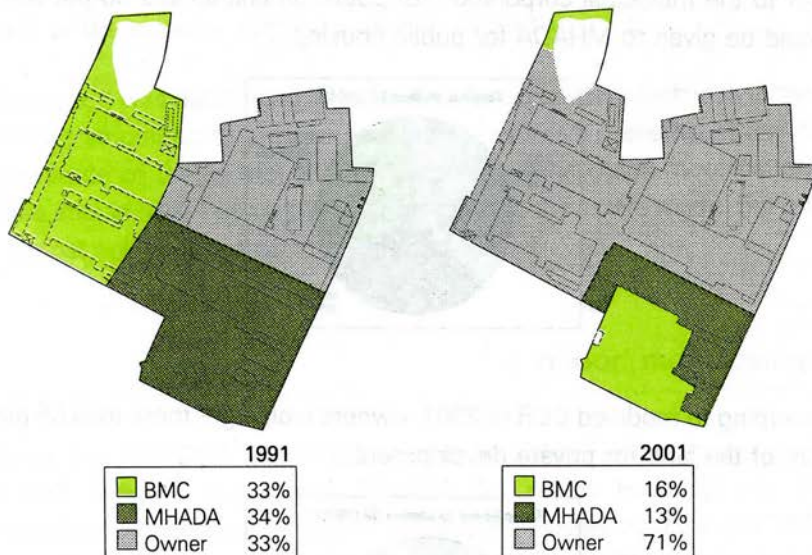 1991
BMC 33%
MHADA 34%
Owner 33%
2001
BMC 16%
MHADA 13%
Owner 71%